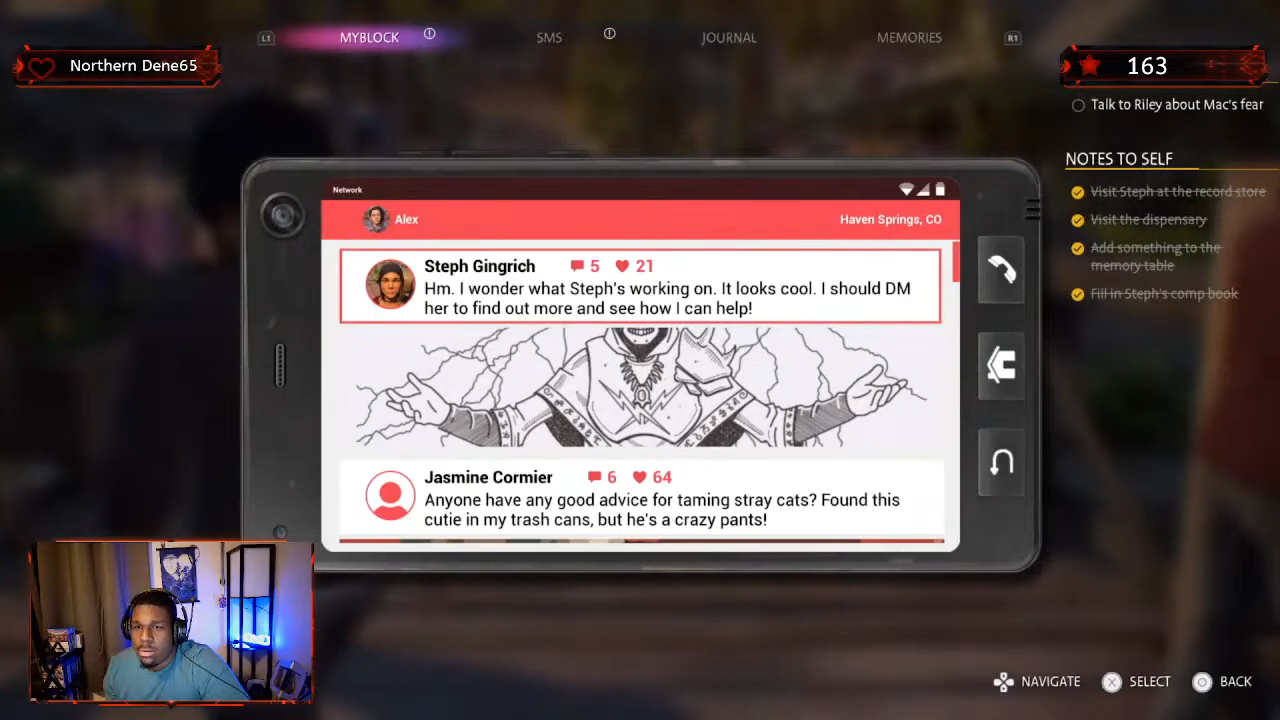 L1
MYBLOCK
SMS
JOURNAL
MEMORIES
R1
Northern Dene65
163
Talk to Riley about Mac's fear
NOTES TO SELF
Visit Steph at the record store
Visit the dispensary
Add something to the
memory table
Fill in Steph's comp book
Network
Alex
Haven Springs, CO
Steph Gingrich 5 21
Hm. I wonder what Steph's working on. It looks cool. I should DM
her to find out more and see how I can help!
Jasmine Cormier 6 64
Anyone have any good advice for taming stray cats? Found this
cutie in my trash cans, but he's a crazy pants!
NAVIGATE
SELECT
BACK